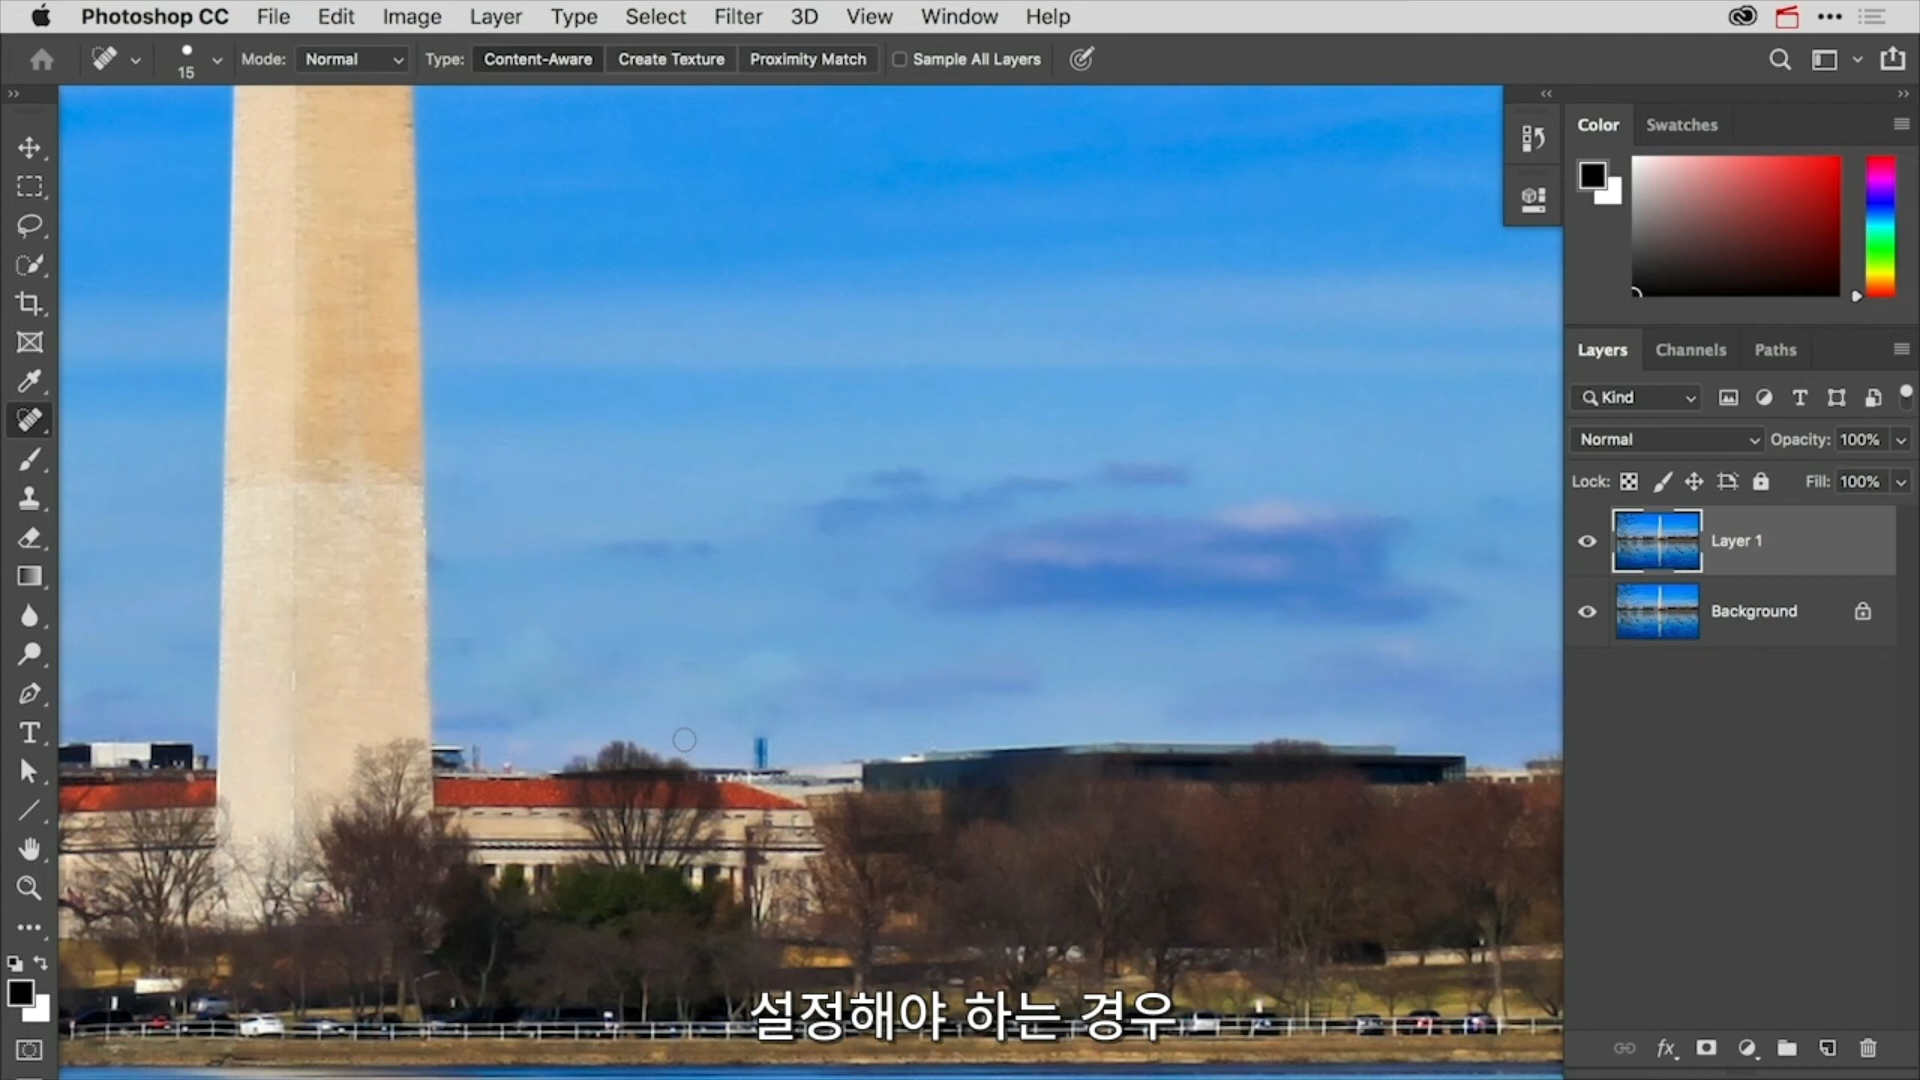 Photoshop CC File Edit Image Layer Type Select Filter 3D View Window Help
15 Mode: Normal Type: Content-Aware Create Texture Proximity Match Sample All Layers
Color Swatches
Layers Channels Paths
Kind
Normal Opacity: 100%
Lock: Fill: 100%
Layer 1
Background
fx
설정해야 하는 경우